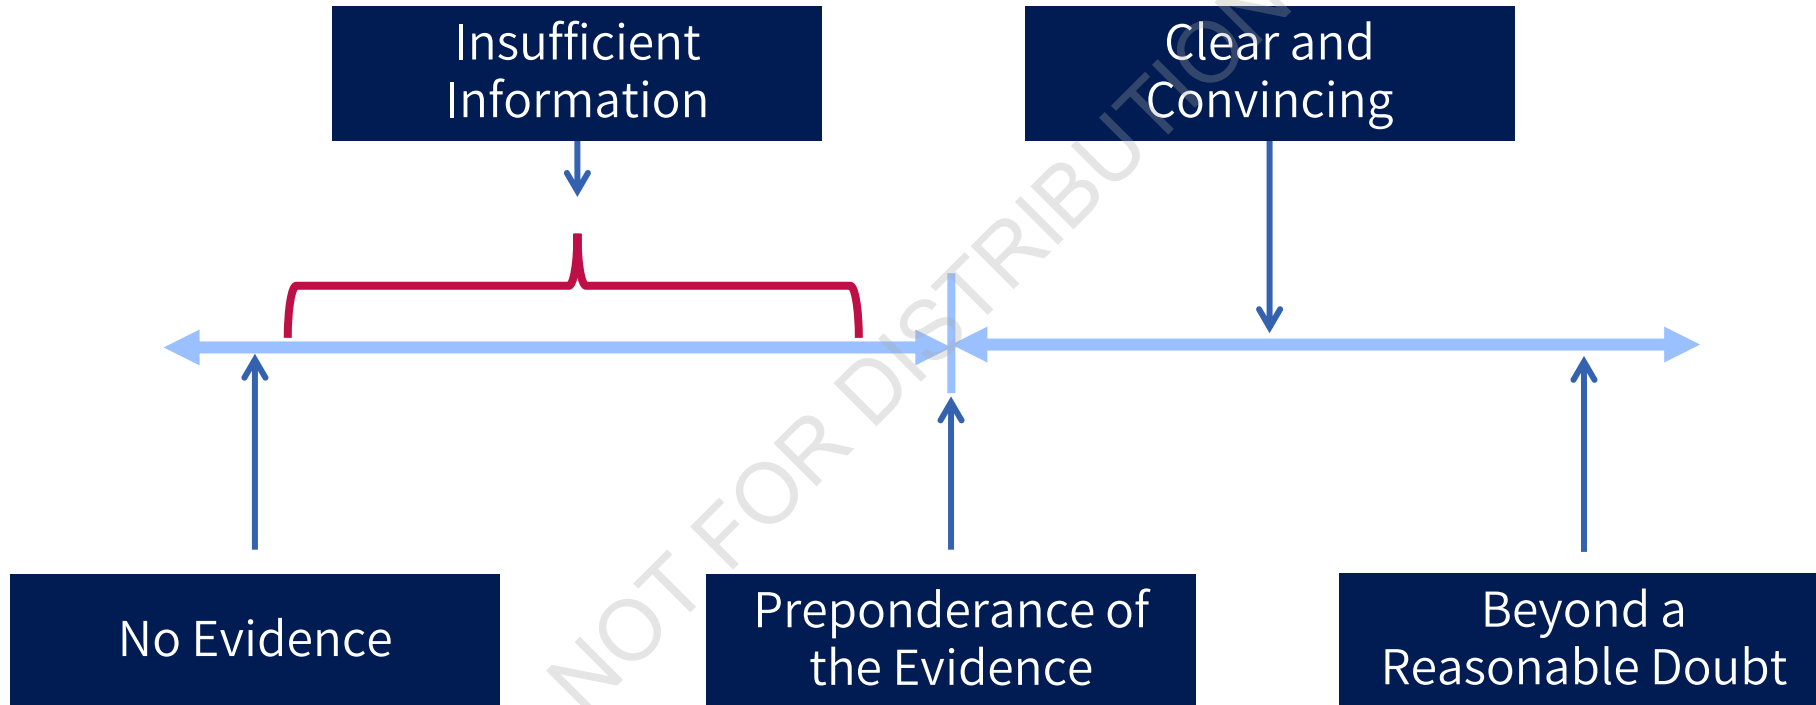 Insufficient
Information
Clear and
Convincing
NOT FOR DISTRIBUTION
No Evidence
Preponderance of
the Evidence
Beyond a
Reasonable Doubt